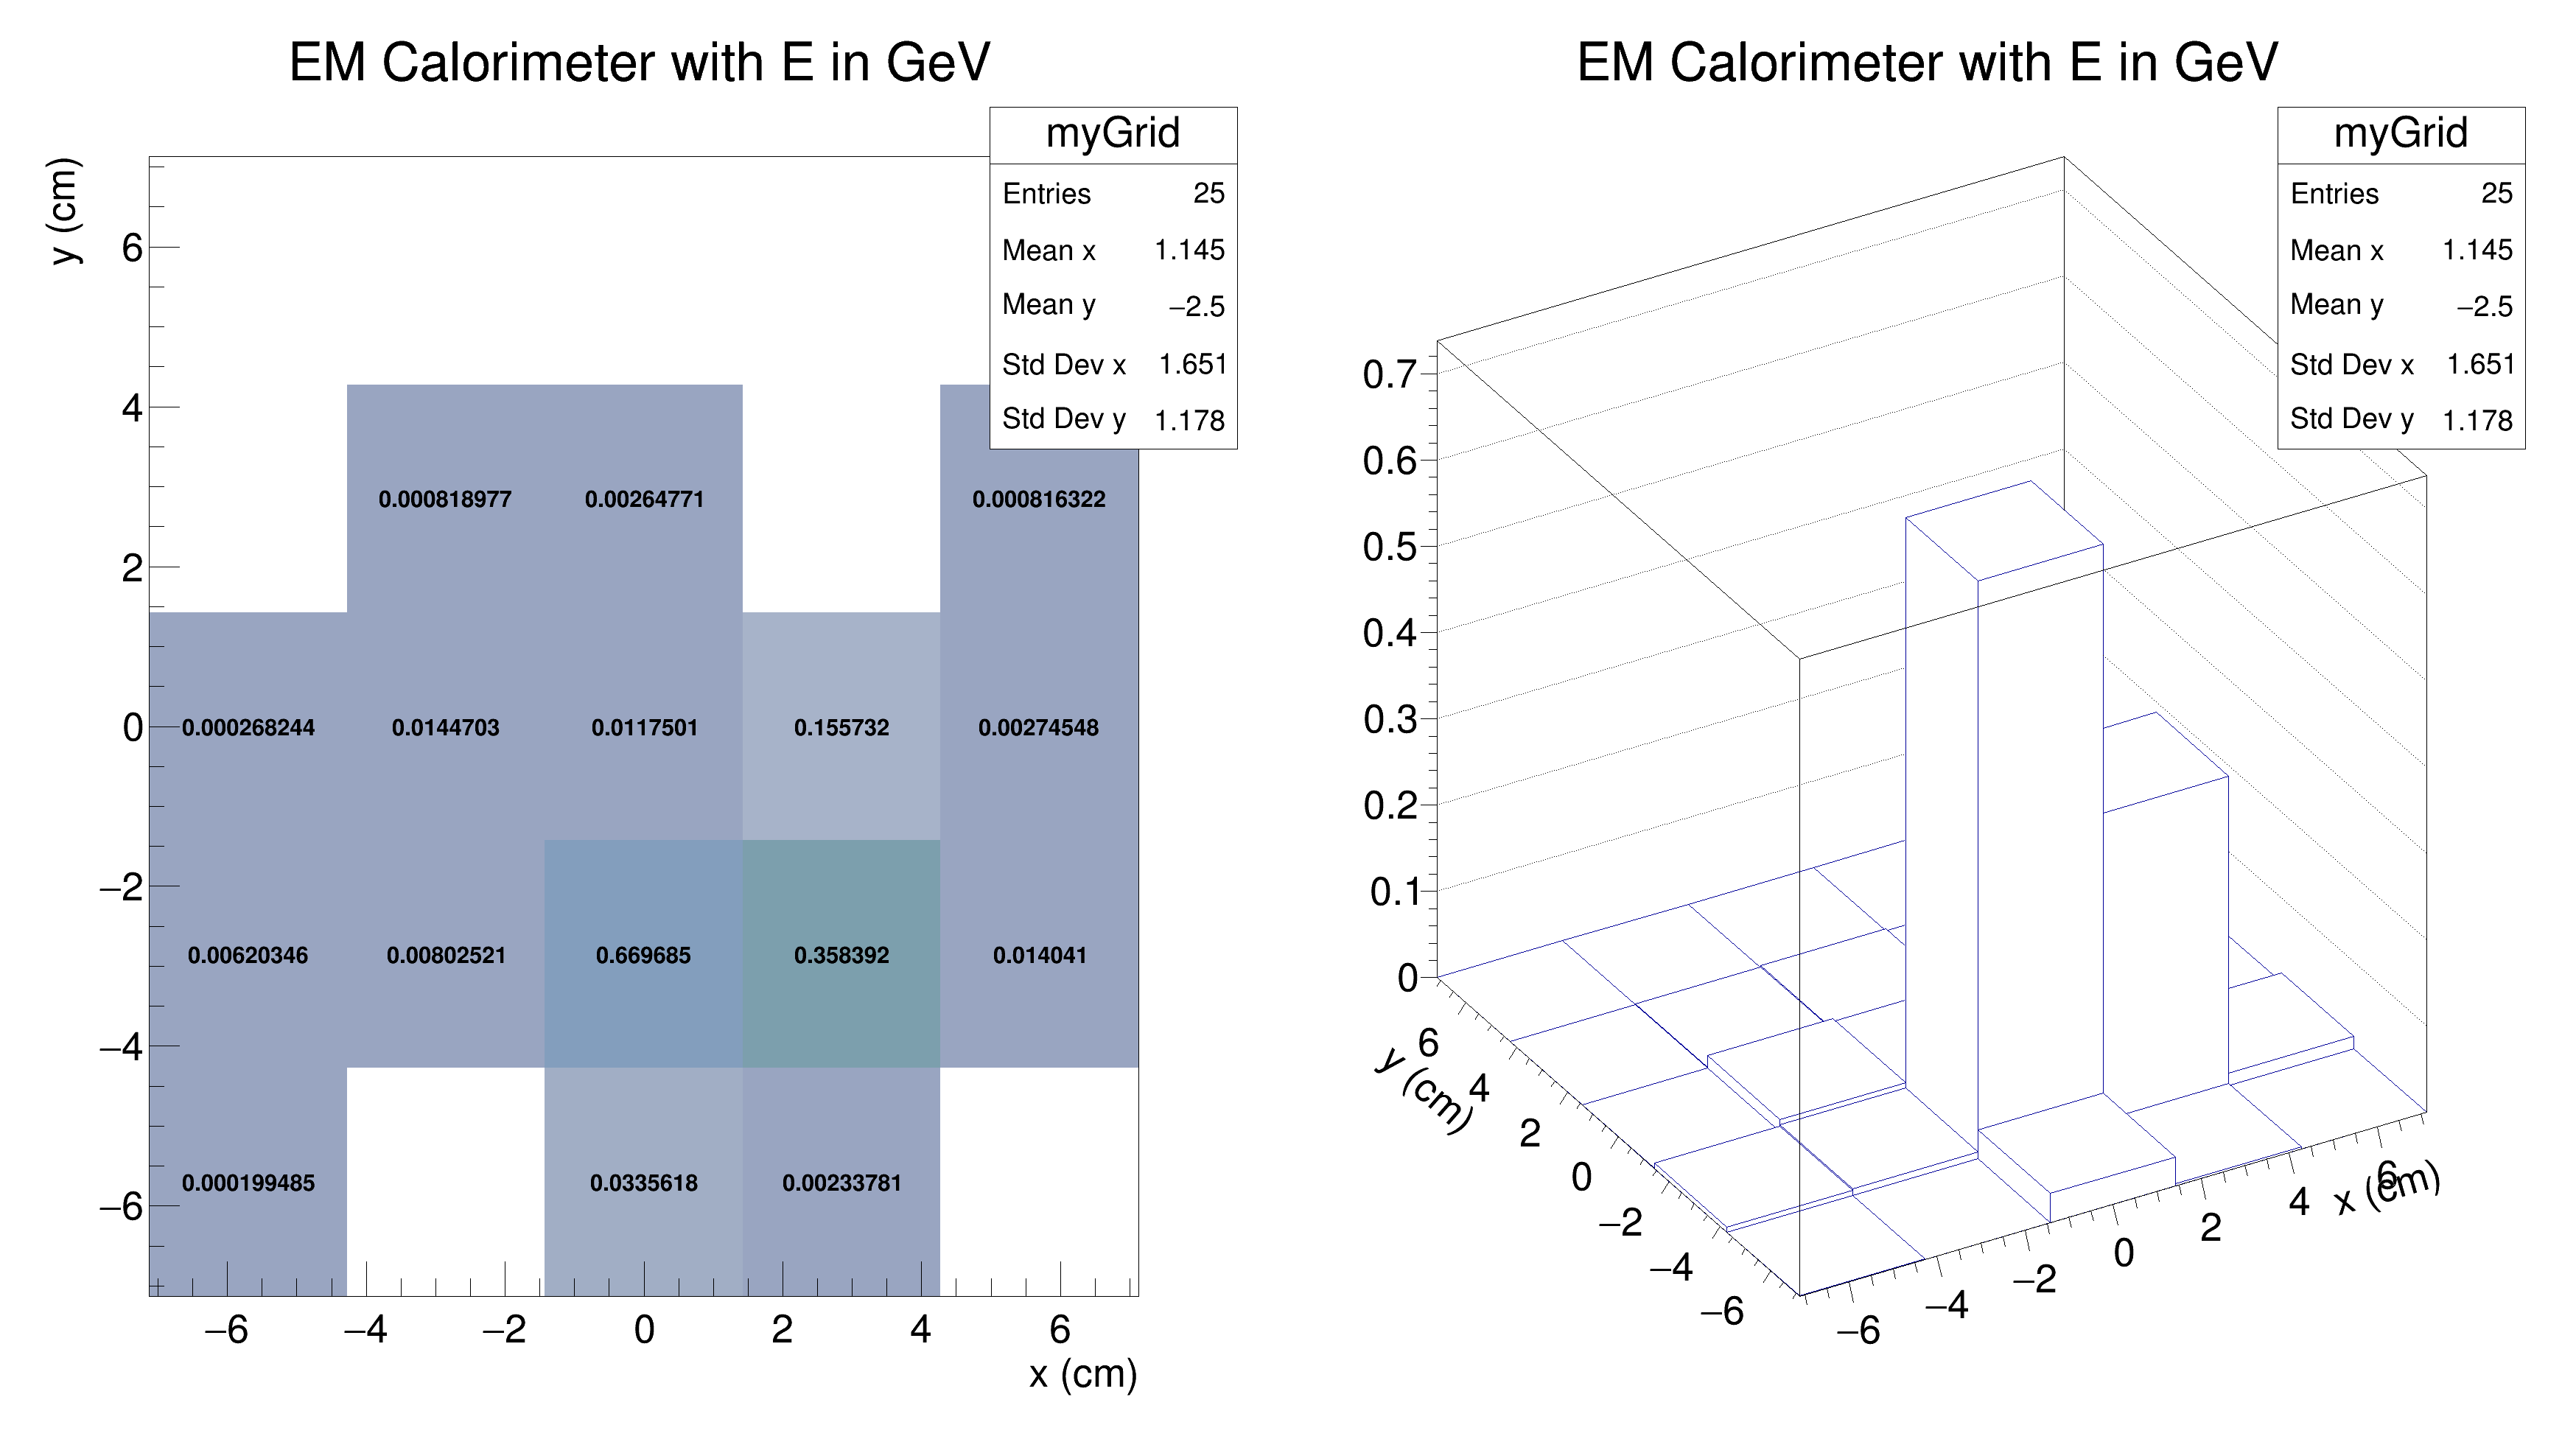 EM Calorimeter with E in GeV
myGrid
Entries 25
Mean x 1.145
Mean y −2.5
Std Dev x 1.651
Std Dev y 1.178
y (cm)
6
4
2
0
−2
−4
−6
0.000818977 0.00264771 0.000816322
0.000268244 0.0144703 0.0117501 0.155732 0.00274548
0.00620346 0.00802521 0.669685 0.358392 0.014041
0.000199485 0.0335618 0.00233781
−6 −4 −2 0 2 4 6
x (cm)
EM Calorimeter with E in GeV
myGrid
Entries 25
Mean x 1.145
Mean y −2.5
Std Dev x 1.651
Std Dev y 1.178
0.7
0.6
0.5
0.4
0.3
0.2
0.1
0
6
4
2
0
−2
−4
−6
y (cm)
−6
−4
−2
0
2
4
6
x (cm)